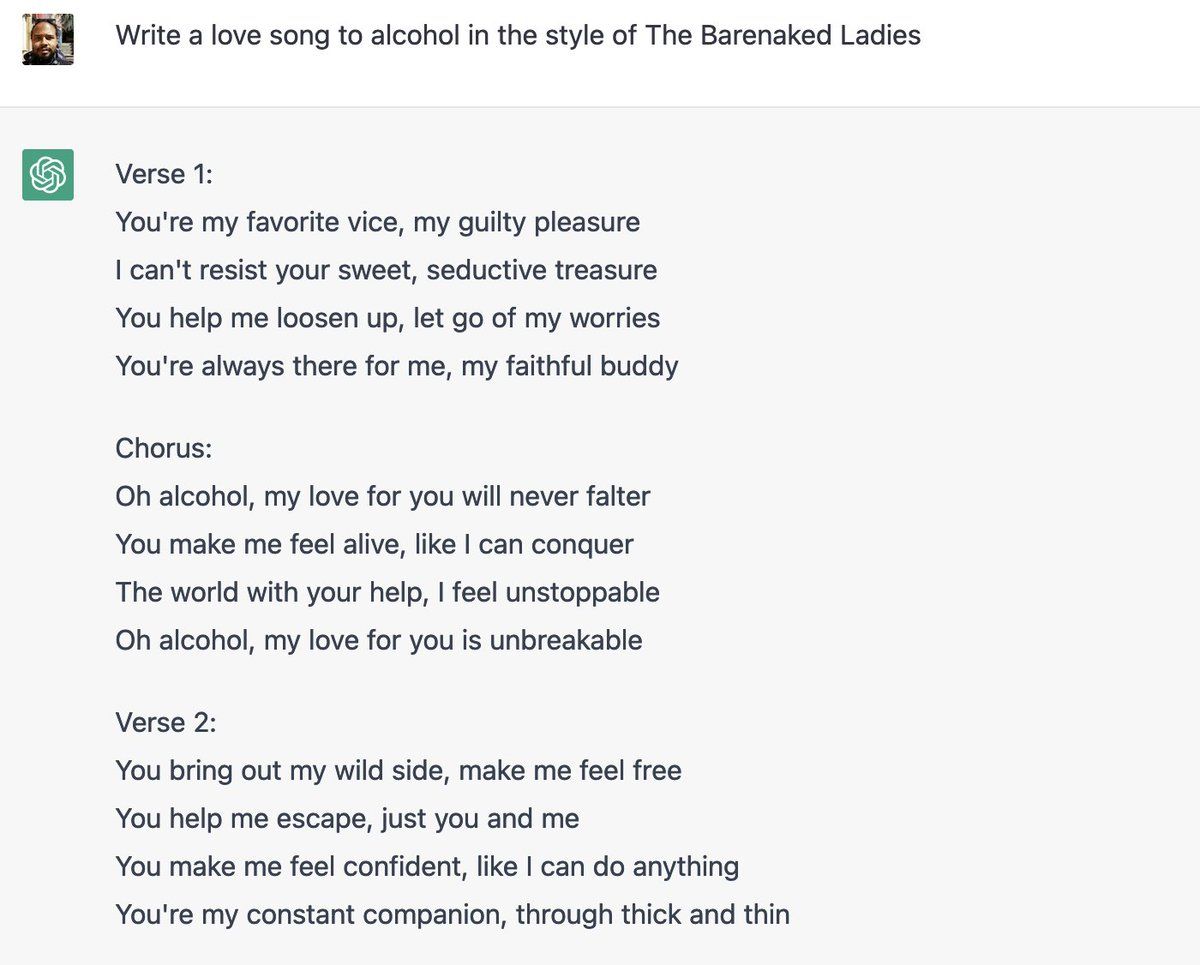 Write a love song to alcohol in the style of The Barenaked Ladies
Verse 1:
You're my favorite vice, my guilty pleasure
I can't resist your sweet, seductive treasure
You help me loosen up, let go of my worries
You're always there for me, my faithful buddy
Chorus:
Oh alcohol, my love for you will never falter
You make me feel alive, like I can conquer
The world with your help, I feel unstoppable
Oh alcohol, my love for you is unbreakable
Verse 2:
You bring out my wild side, make me feel free
You help me escape, just you and me
You make me feel confident, like I can do anything
You're my constant companion, through thick and thin